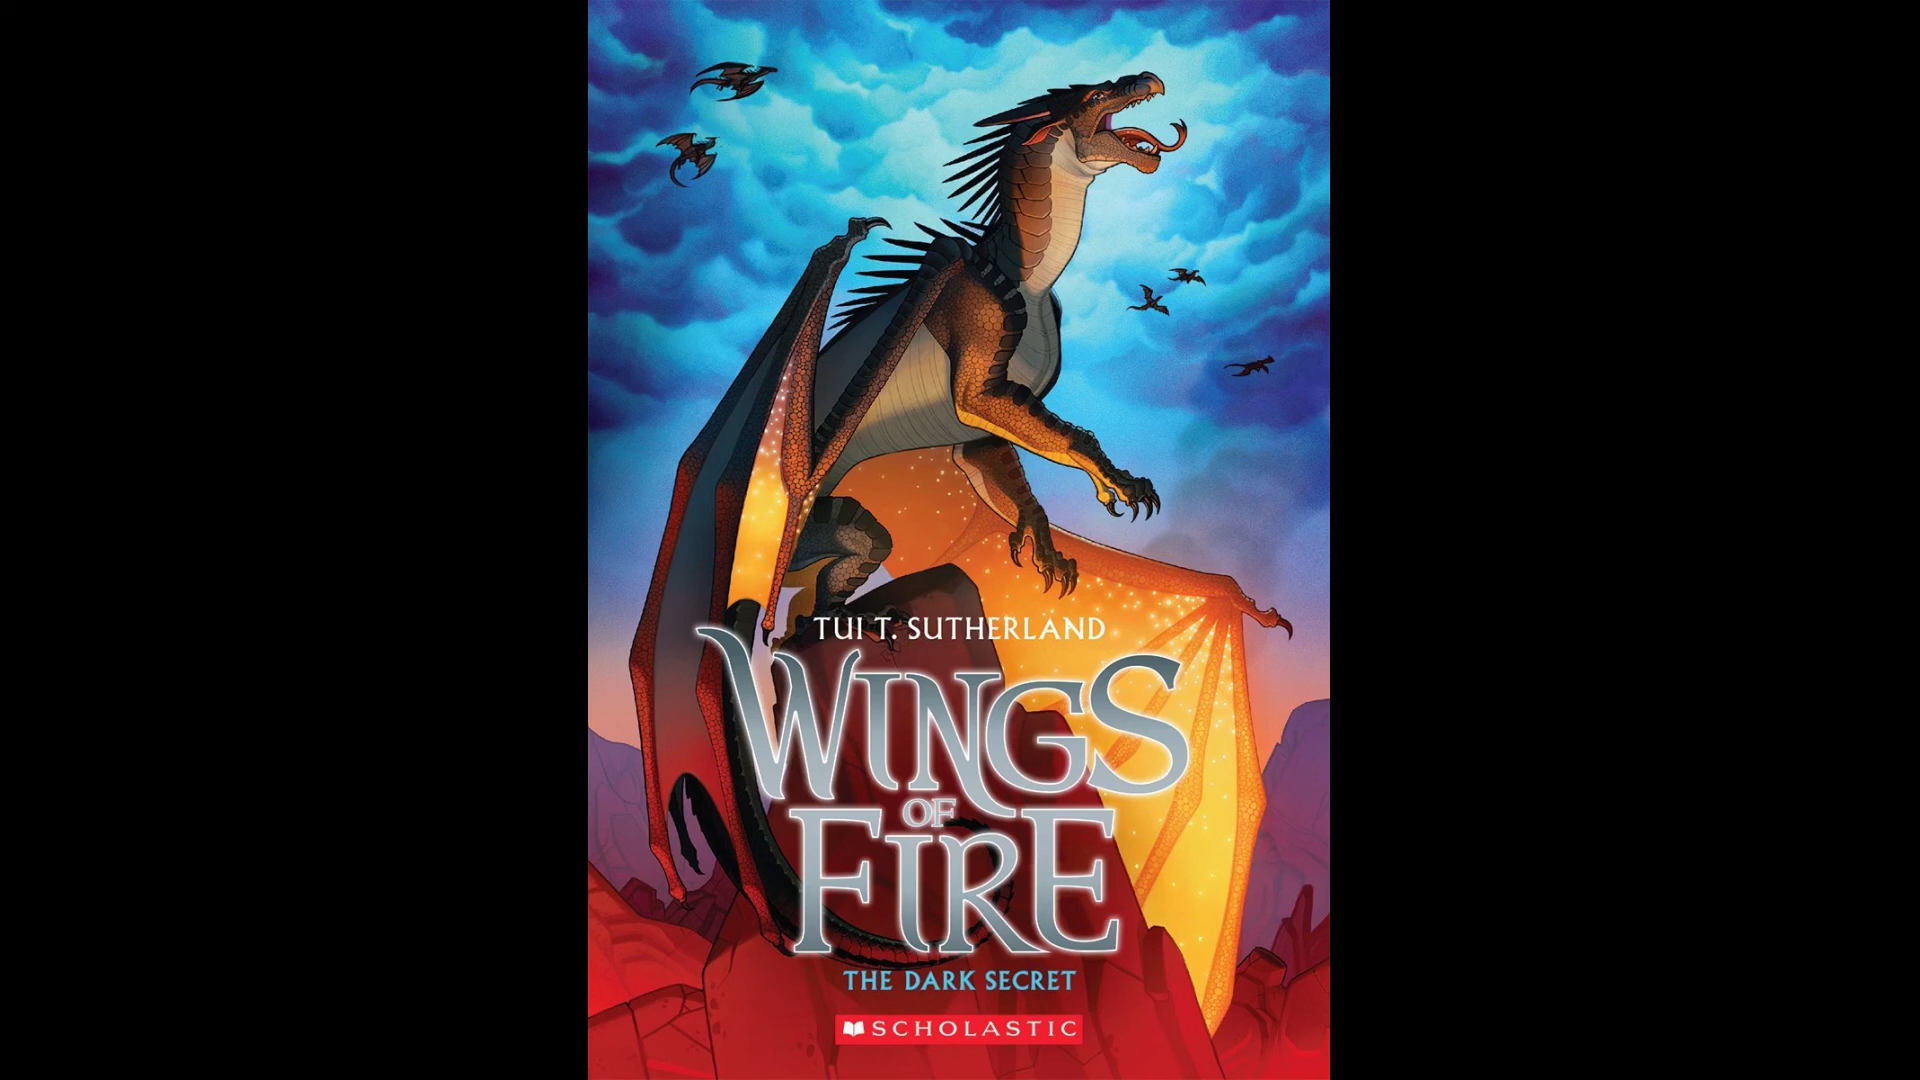 TUI T. SUTHERLAND
WINGS
OF
FIRE
THE DARK SECRET
SCHOLASTIC